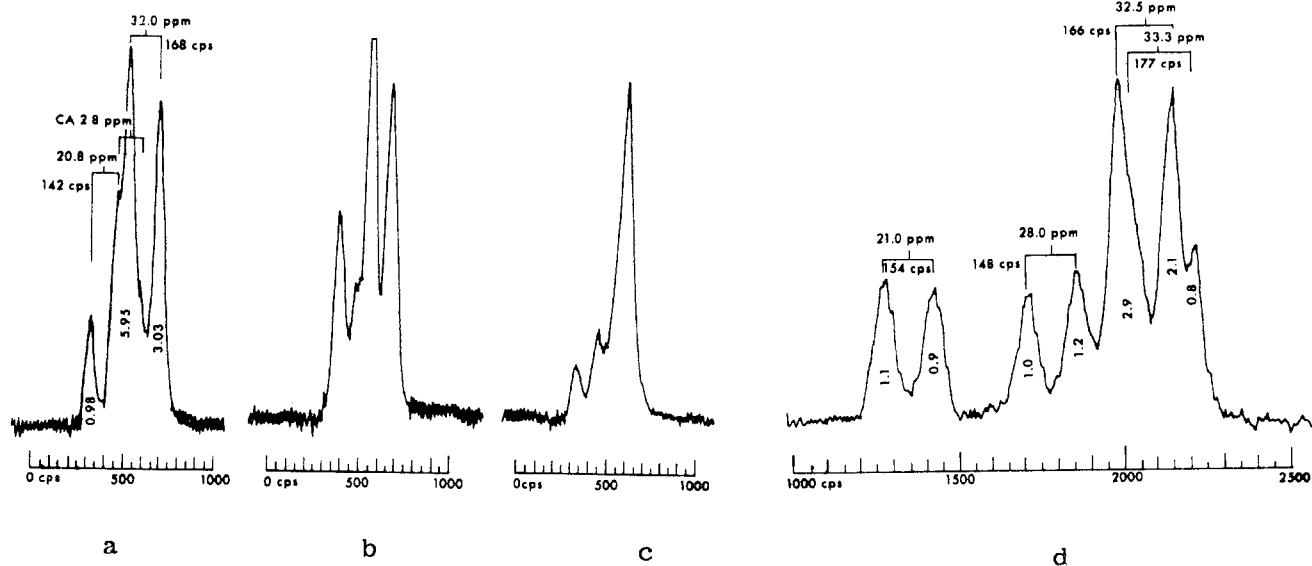 32.0 ppm
168 cps
CA 2 8 ppm
20.8 ppm
142 cps
0.98
5.95
3.03
0 cps 500 1000
a
0 cps 500 1000
b
0cps 500 1000
c
32.5 ppm
166 cps
33.3 ppm
177 cps
21.0 ppm
154 cps
28.0 ppm
148 cps
1.1
0.9
1.0
1.2
2.9
2.1
0.8
1000 cps 1500 2000 2500
d